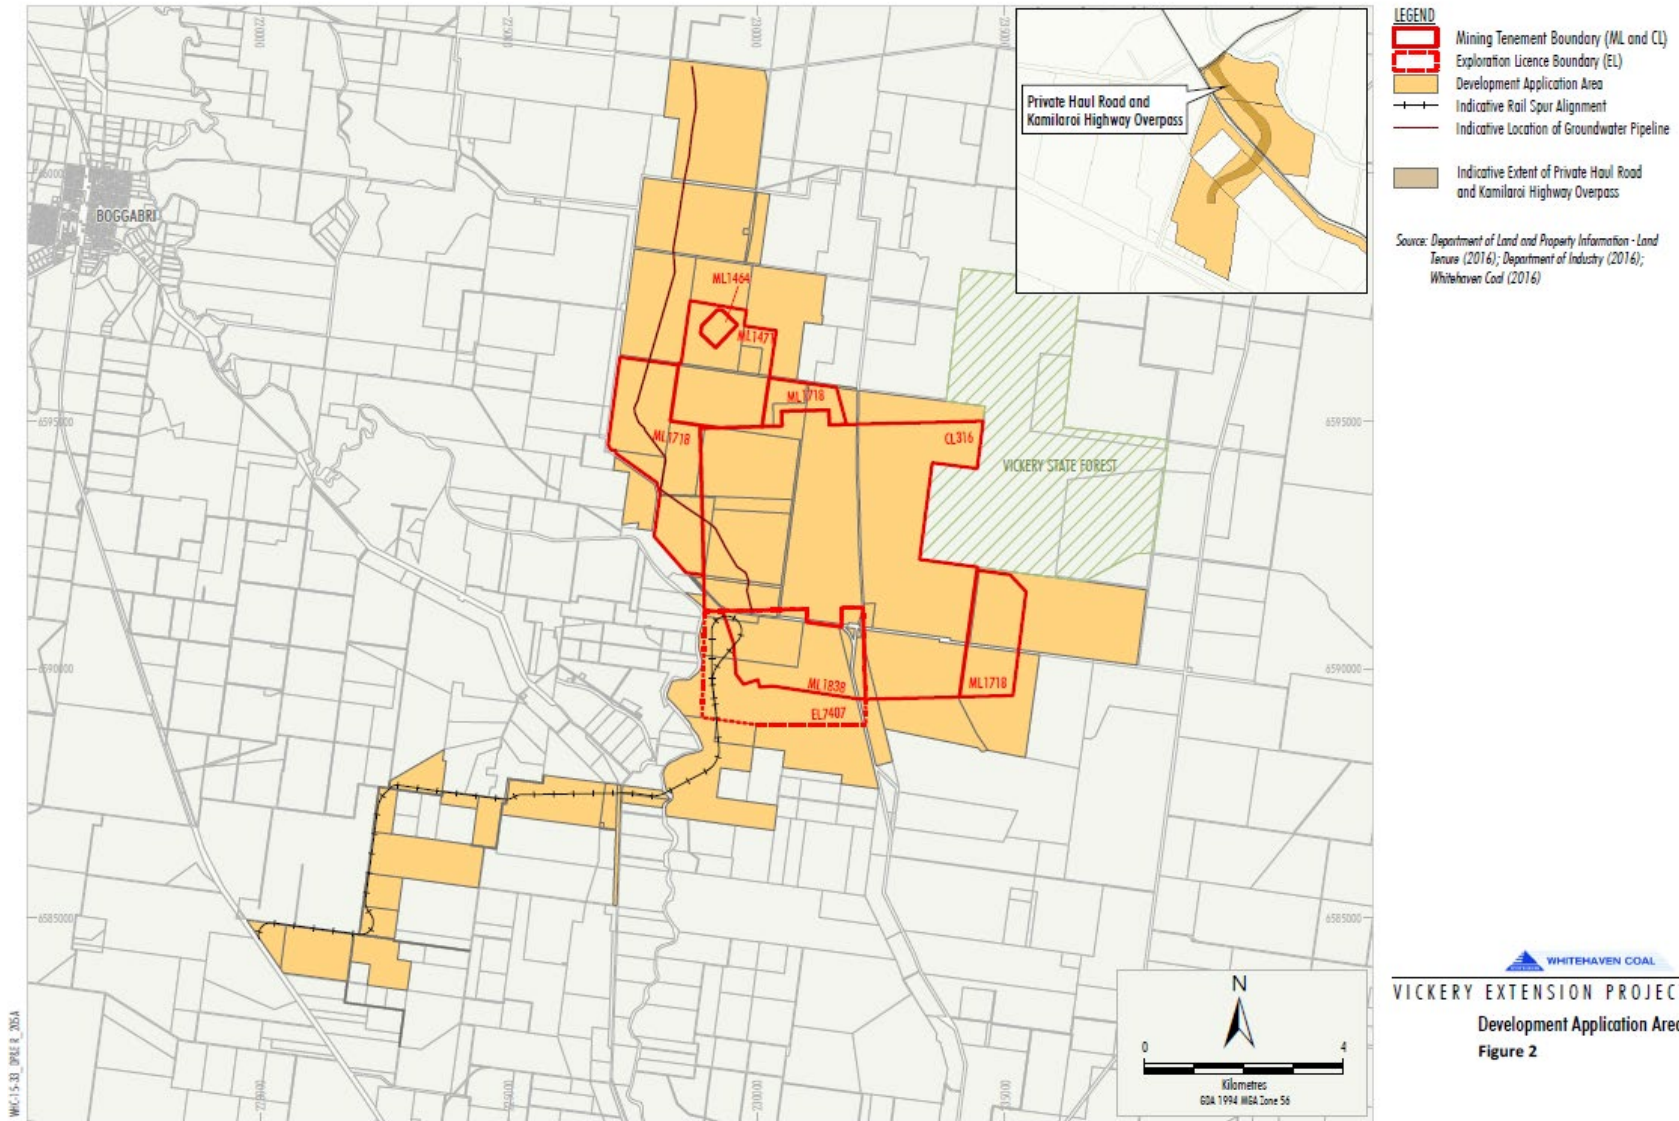 LEGEND
Mining Tenement Boundary (ML and CL)
Exploration Licence Boundary (EL)
Development Application Area
Indicative Rail Spur Alignment
Indicative Location of Groundwater Pipeline
Indicative Extent of Private Haul Road
and Kamilaroi Highway Overpass
Source: Department of Land and Property Information - Land
Tenure (2016); Department of Industry (2016);
Whitehaven Coal (2016)
Private Haul Road and
Kamilaroi Highway Overpass
BOGGABRI
ML1464
ML1471
ML1718
ML1718
CL316
VICKERY STATE FOREST
ML1718
ML1838
EL7407
6595000
6595000
6590000
6590000
6585000
6585000
230000
230000
N
0
4
Kilometres
GDA 1994 MGA Zone 56
WHITEHAVEN COAL
VICKERY EXTENSION PROJEC
Development Application Area
Figure 2